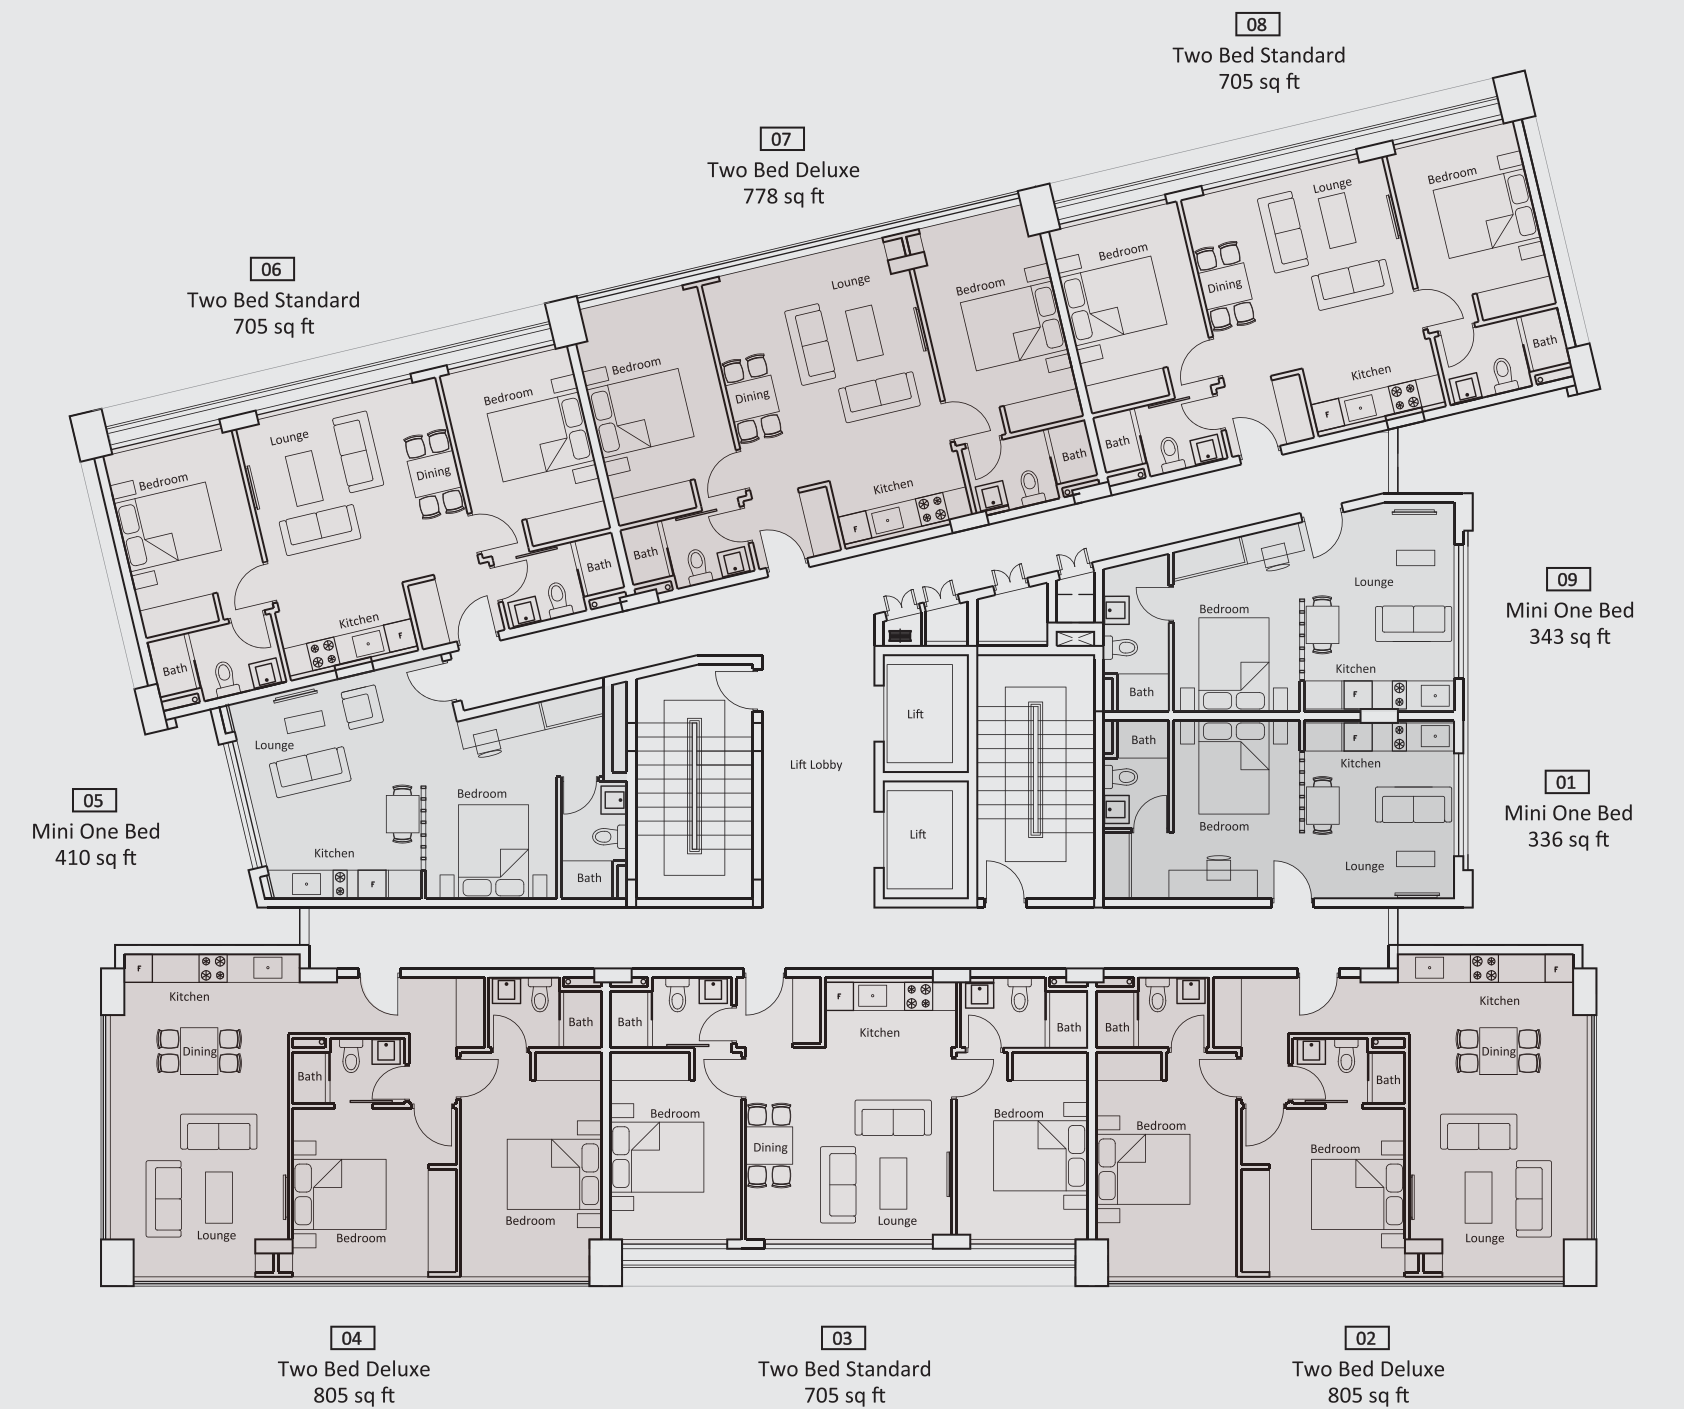 08
Two Bed Standard
705 sq ft
07
Two Bed Deluxe
778 sq ft
06
Two Bed Standard
705 sq ft
Bedroom
Lounge
Dining
Bedroom
Kitchen
Bath
Bath
F
Bedroom
Lounge
Dining
Bedroom
Kitchen
Bath
Bath
F
Bedroom
Lounge
Dining
Bedroom
Kitchen
Bath
Bath
F
09
Mini One Bed
343 sq ft
Lounge
Bedroom
Kitchen
Bath
F
01
Mini One Bed
336 sq ft
Bath
Kitchen
Bedroom
Lounge
F
Lift
Lift Lobby
Lift
05
Mini One Bed
410 sq ft
Lounge
Bedroom
Kitchen
Bath
F
F
Kitchen
Dining
Bath
Bath
Lounge
Bedroom
Bedroom
F
Bath
Kitchen
Bath
Bedroom
Dining
Bedroom
Lounge
F
Kitchen
Bath
Dining
Bath
Bedroom
Bedroom
Lounge
04
Two Bed Deluxe
805 sq ft
03
Two Bed Standard
705 sq ft
02
Two Bed Deluxe
805 sq ft